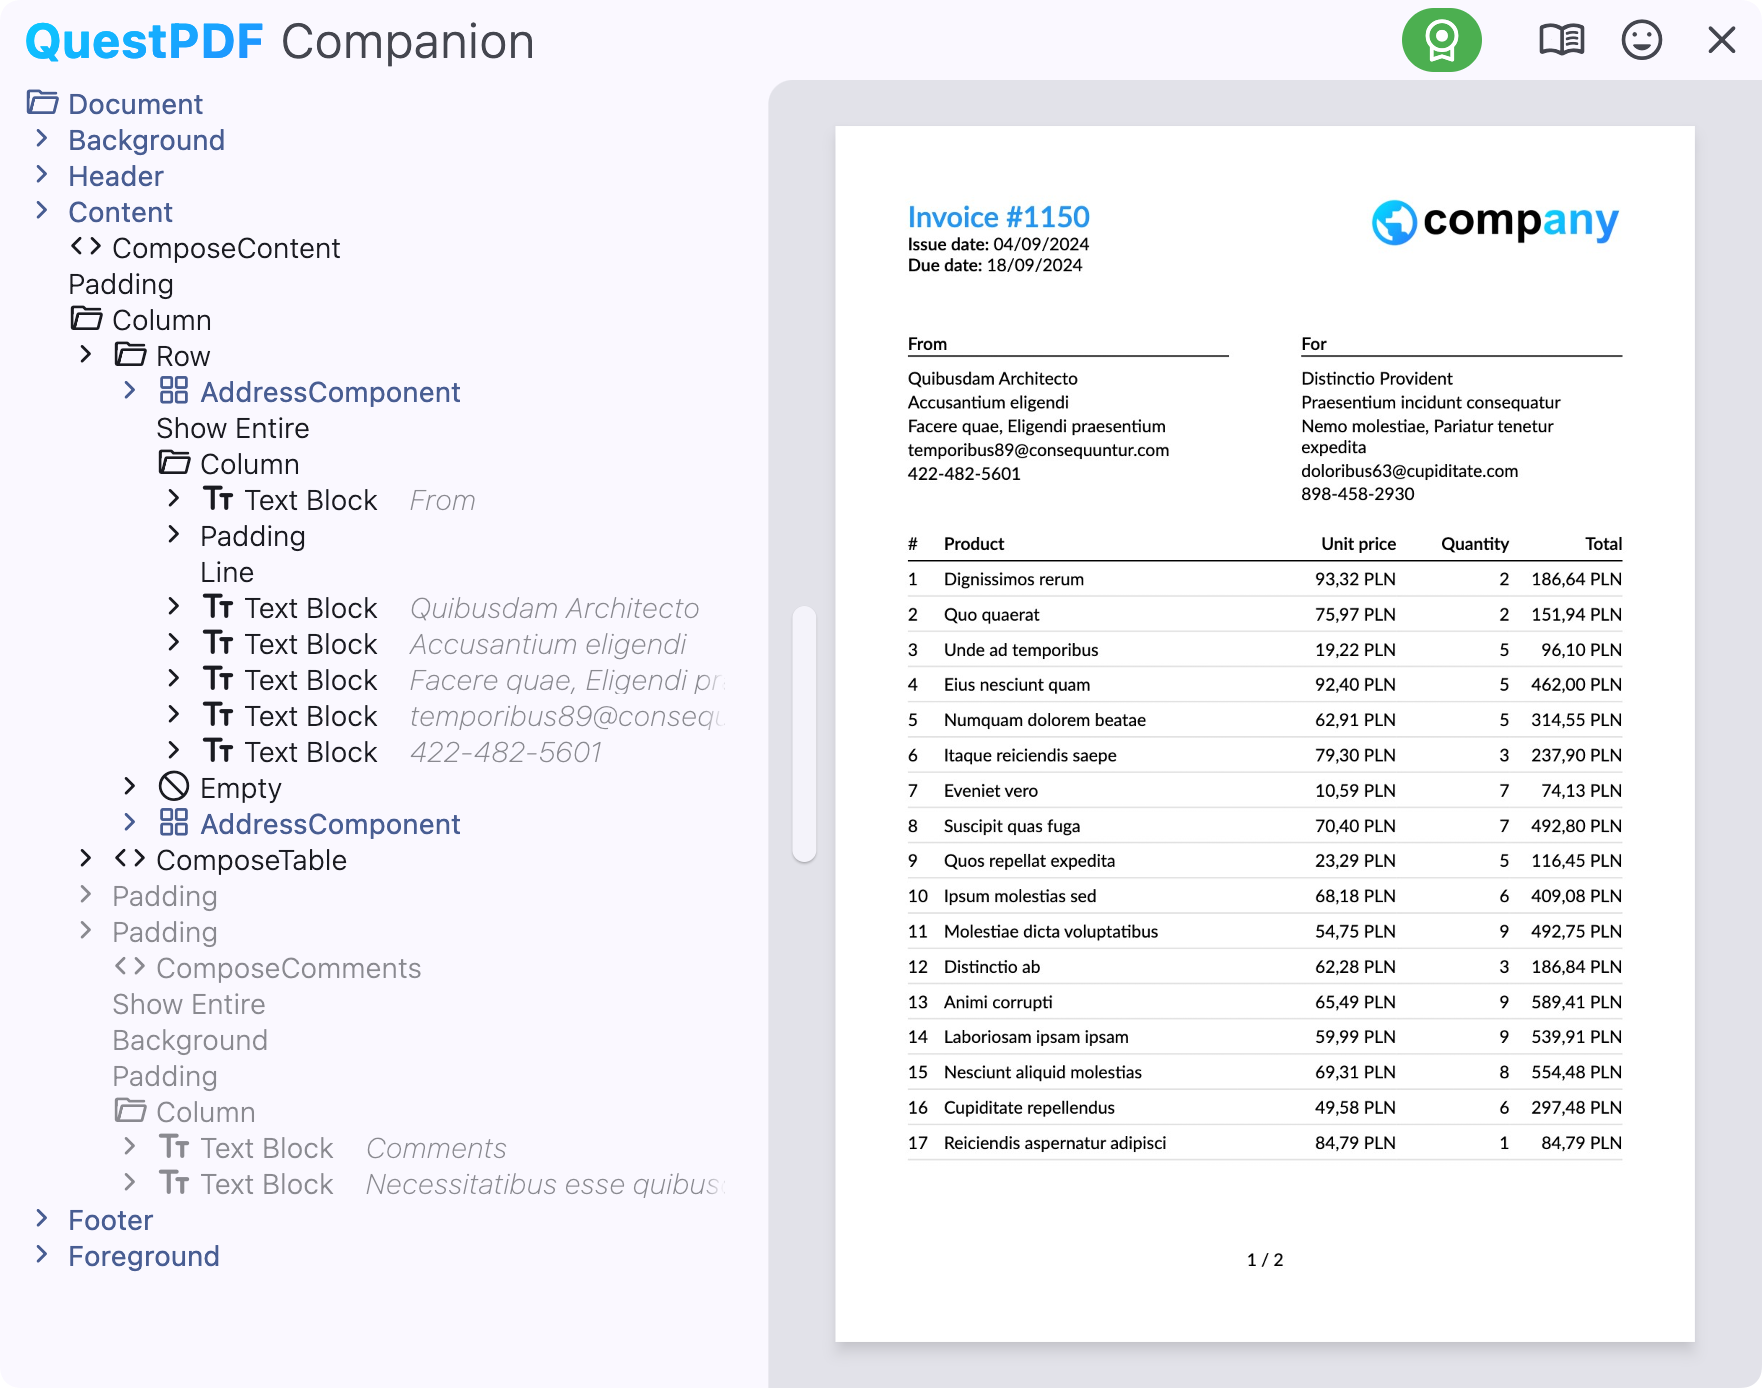 QuestPDF Companion
Document
Background
Header
Content
ComposeContent
Padding
Column
Row
AddressComponent
Show Entire
Column
Text Block From
Padding
Line
Text Block Quibusdam Architecto
Text Block Accusantium eligendi
Text Block Facere quae, Eligendi pr
Text Block temporibus89@consequ
Text Block 422-482-5601
Empty
AddressComponent
ComposeTable
Padding
Padding
ComposeComments
Show Entire
Background
Padding
Column
Text Block Comments
Text Block Necessitatibus esse quibus
Footer
Foreground
Invoice #1150
Issue date: 04/09/2024
Due date: 18/09/2024
company
From
Quibusdam Architecto
Accusantium eligendi
Facere quae, Eligendi praesentium
temporibus89@consequuntur.com
422-482-5601
For
Distinctio Provident
Praesentium incidunt consequatur
Nemo molestiae, Pariatur tenetur
expedita
doloribus63@cupiditate.com
898-458-2930
# Product Unit price Quantity Total
1 Dignissimos rerum 93,32 PLN 2 186,64 PLN
2 Quo quaerat 75,97 PLN 2 151,94 PLN
3 Unde ad temporibus 19,22 PLN 5 96,10 PLN
4 Eius nesciunt quam 92,40 PLN 5 462,00 PLN
5 Numquam dolorem beatae 62,91 PLN 5 314,55 PLN
6 Itaque reiciendis saepe 79,30 PLN 3 237,90 PLN
7 Eveniet vero 10,59 PLN 7 74,13 PLN
8 Suscipit quas fuga 70,40 PLN 7 492,80 PLN
9 Quos repellat expedita 23,29 PLN 5 116,45 PLN
10 Ipsum molestias sed 68,18 PLN 6 409,08 PLN
11 Molestiae dicta voluptatibus 54,75 PLN 9 492,75 PLN
12 Distinctio ab 62,28 PLN 3 186,84 PLN
13 Animi corrupti 65,49 PLN 9 589,41 PLN
14 Laboriosam ipsam ipsam 59,99 PLN 9 539,91 PLN
15 Nesciunt aliquid molestias 69,31 PLN 8 554,48 PLN
16 Cupiditate repellendus 49,58 PLN 6 297,48 PLN
17 Reiciendis aspernatur adipisci 84,79 PLN 1 84,79 PLN
1 / 2